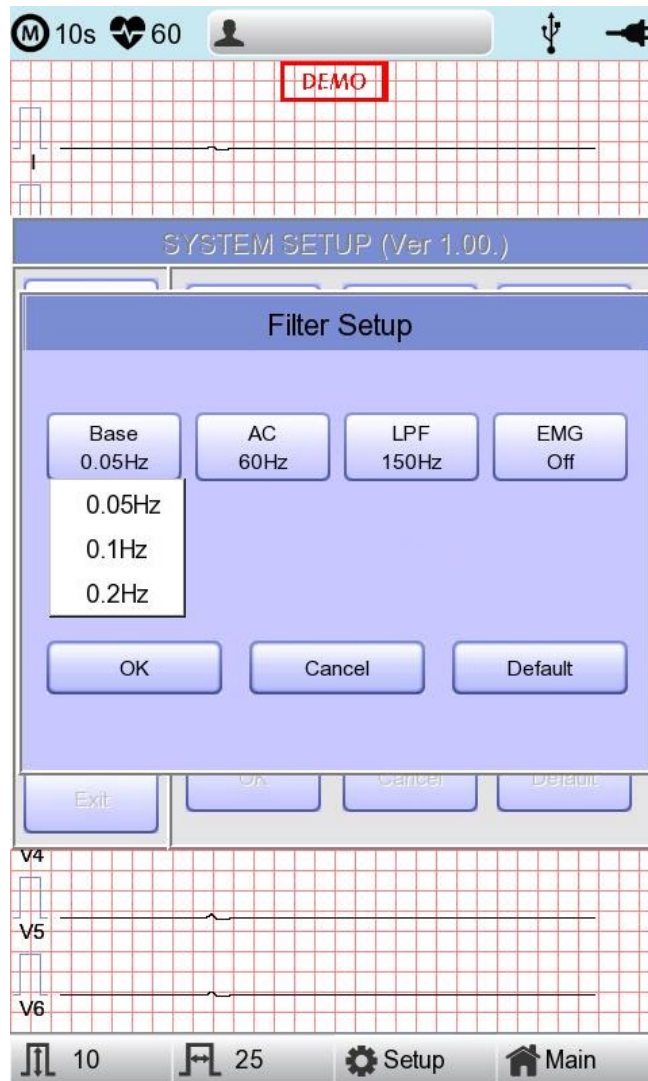 M 10s 60
DEMO
I
SYSTEM SETUP (Ver 1.00.)
Filter Setup
Base
0.05Hz
AC
60Hz
LPF
150Hz
EMG
Off
0.05Hz
0.1Hz
0.2Hz
OK
Cancel
Default
Exit
OK
Cancel
Default
V4
V5
V6
10
25
Setup
Main